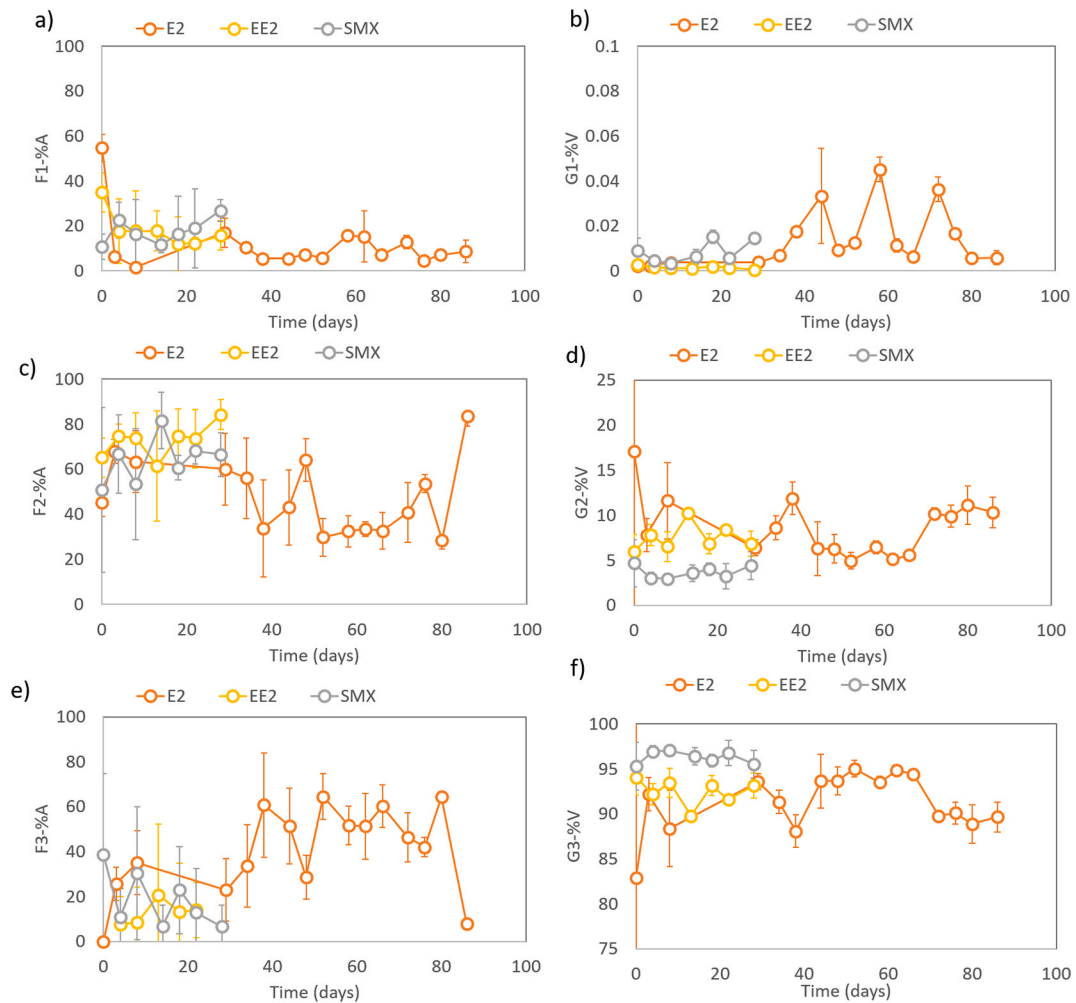 a)
E2 EE2 SMX
F1-%A
100
80
60
40
20
0
0 20 40 60 80 100
Time (days)
b)
E2 EE2 SMX
G1-%V
0.1
0.08
0.06
0.04
0.02
0
0 20 40 60 80 100
Time (days)
c)
E2 EE2 SMX
F2-%A
100
80
60
40
20
0
0 20 40 60 80 100
Time (days)
d)
E2 EE2 SMX
G2-%V
25
20
15
10
5
0
0 20 40 60 80 100
Time (days)
e)
E2 EE2 SMX
F3-%A
100
80
60
40
20
0
0 20 40 60 80 100
Time (days)
f)
E2 EE2 SMX
G3-%V
100
95
90
85
80
75
0 20 40 60 80 100
Time (days)